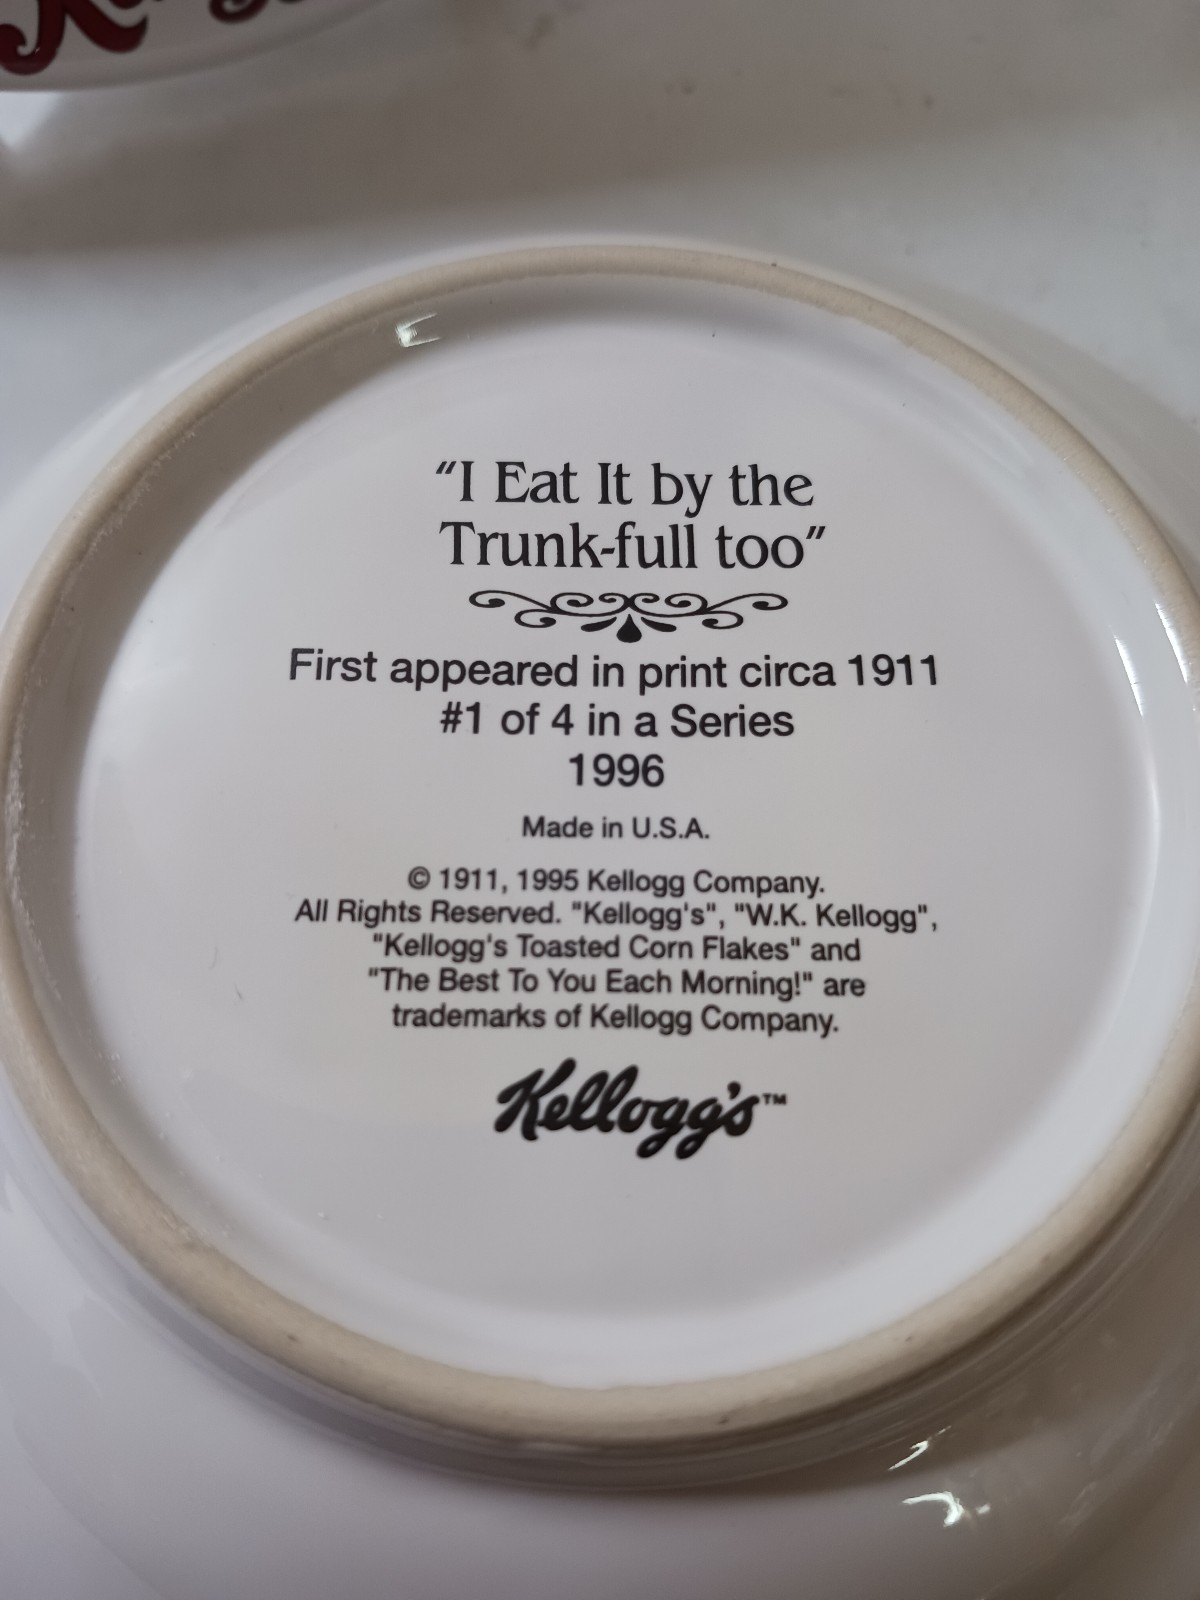 "I Eat It by the
Trunk-full too"
First appeared in print circa 1911
#1 of 4 in a Series
1996
Made in U.S.A.
© 1911, 1995 Kellogg Company.
All Rights Reserved. "Kellogg's", "W.K. Kellogg",
"Kellogg's Toasted Corn Flakes" and
"The Best To You Each Morning!" are
trademarks of Kellogg Company.
Kellogg's™